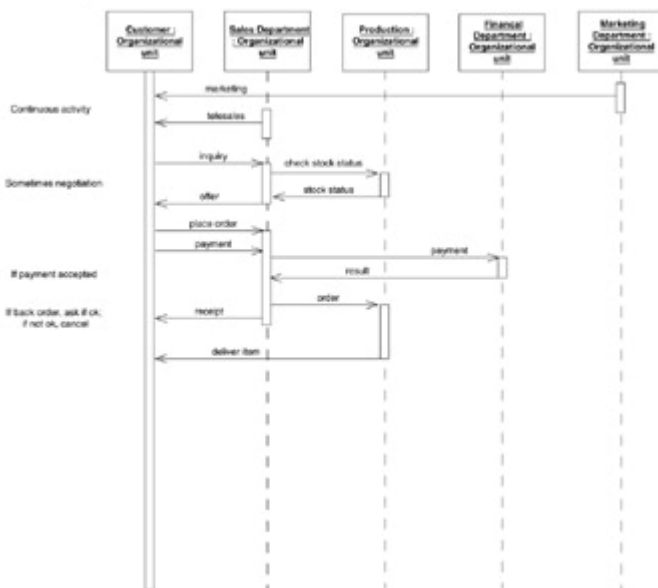 Customer :
Organizational
unit
Sales Department
: Organizational
unit
Production :
Organizational
unit
Financial
Department :
Organizational
unit
Marketing
Department :
Organizational
unit
marketing
Continuous activity
telesales
inquiry
check stock status
Sometimes negotiation
stock status
offer
place order
payment
payment
If payment accepted
result
order
If back order, ask if ok;
if not ok, cancel
receipt
deliver item